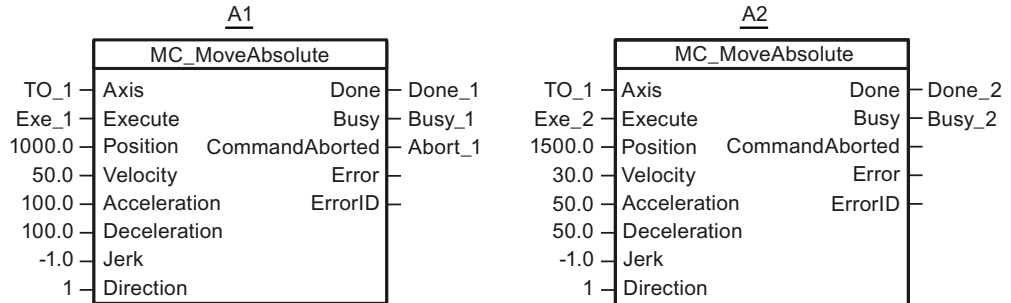 A1
MC_MoveAbsolute
TO_1 Axis Done Done_1
Exe_1 Execute Busy Busy_1
1000.0 Position CommandAborted Abort_1
50.0 Velocity Error
100.0 Acceleration ErrorID
100.0 Deceleration
-1.0 Jerk
1 Direction
A2
MC_MoveAbsolute
TO_1 Axis Done Done_2
Exe_2 Execute Busy Busy_2
1500.0 Position CommandAborted
30.0 Velocity Error
50.0 Acceleration ErrorID
50.0 Deceleration
-1.0 Jerk
1 Direction